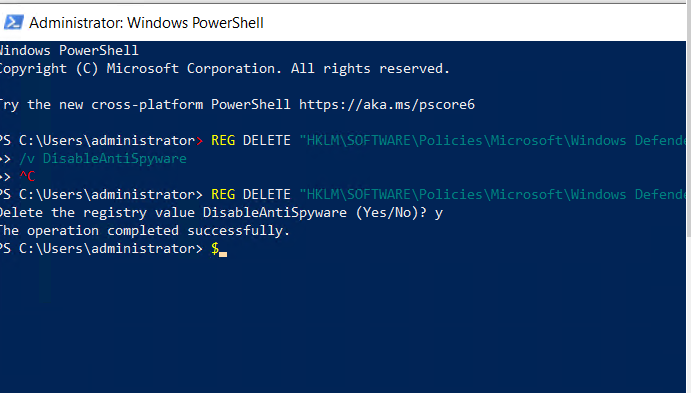 Administrator: Windows PowerShell
Windows PowerShell
Copyright (C) Microsoft Corporation. All rights reserved.
Try the new cross-platform PowerShell https://aka.ms/pscore6
PS C:\Users\administrator> REG DELETE "HKLM\SOFTWARE\Policies\Microsoft\Windows Defende
>> /v DisableAntiSpyware
>> ^C
PS C:\Users\administrator> REG DELETE "HKLM\SOFTWARE\Policies\Microsoft\Windows Defende
Delete the registry value DisableAntiSpyware (Yes/No)? y
The operation completed successfully.
PS C:\Users\administrator> $_